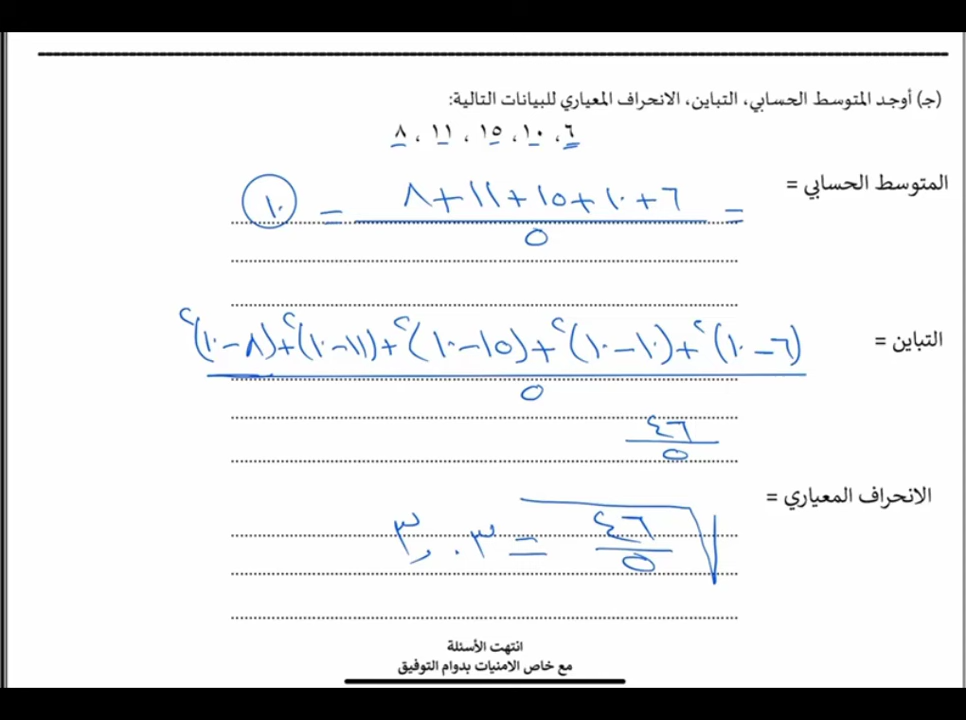 (ج) أوجد المتوسط الحسابي، التباين، الانحراف المعياري للبيانات التالية:
٦، ١٠، ١٥، ١١، ٨
المتوسط الحسابي =
= ٦ + ١٠ + ١٥ + ١١ + ٨ / ٥ = ١٠
التباين =
(٦ − ١٠)² + (١٠ − ١٠)² + (١٥ − ١٠)² + (١١ − ١٠)² + (٨ − ١٠)² / ٥
٤٦ / ٥
الانحراف المعياري =
√٤٦ / ٥ = ٣,٠٣
انتهت الأسئلة
مع خاص الامنيات بدوام التوفيق